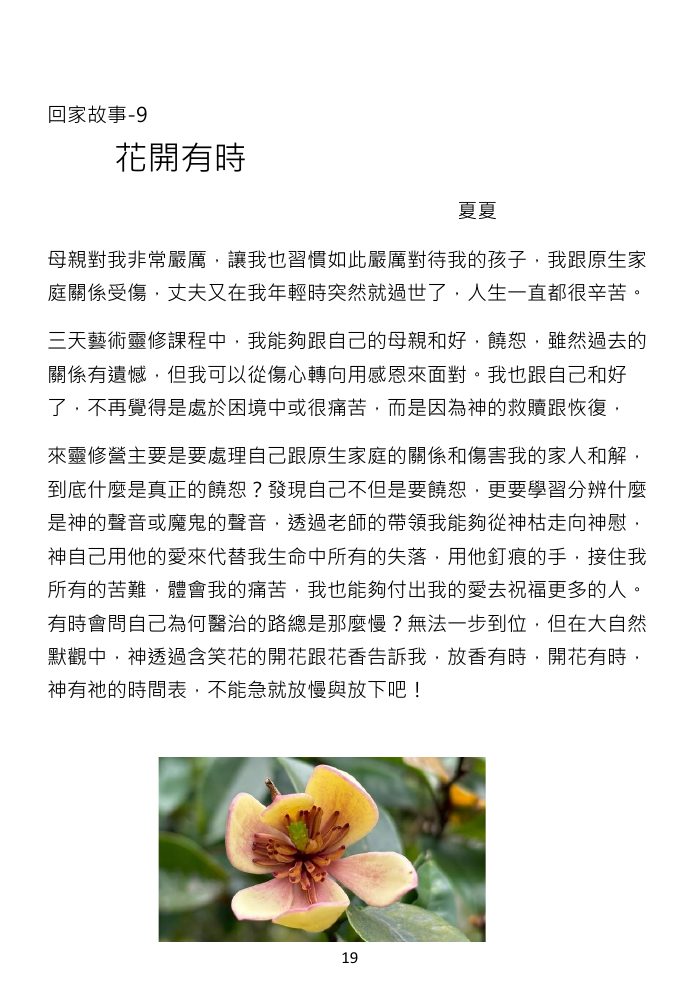 回家故事-9
花開有時
夏夏
母親對我非常嚴厲，讓我也習慣如此嚴厲對待我的孩子，我跟原生家
庭關係受傷，丈夫又在我年輕時突然就過世了，人生一直都很辛苦。
三天藝術靈修課程中，我能夠跟自己的母親和好，饒恕，雖然過去的
關係有遺憾，但我可以從傷心轉向用感恩來面對。我也跟自己和好
了，不再覺得是處於困境中或很痛苦，而是因為神的救贖跟恢復，
來靈修營主要是要處理自己跟原生家庭的關係和傷害我的家人和解，
到底什麼是真正的饒恕？發現自己不但是要饒恕，更要學習分辨什麼
是神的聲音或魔鬼的聲音，透過老師的帶領我能夠從神枯走向神慰，
神自己用他的愛來代替我生命中所有的失落，用他釘痕的手，接住我
所有的苦難，體會我的痛苦，我也能夠付出我的愛去祝福更多的人。
有時會問自己為何醫治的路總是那麼慢？無法一步到位，但在大自然
默觀中，神透過含笑花的開花跟花香告訴我，放香有時，開花有時，
神有祂的時間表，不能急就放慢與放下吧！
19